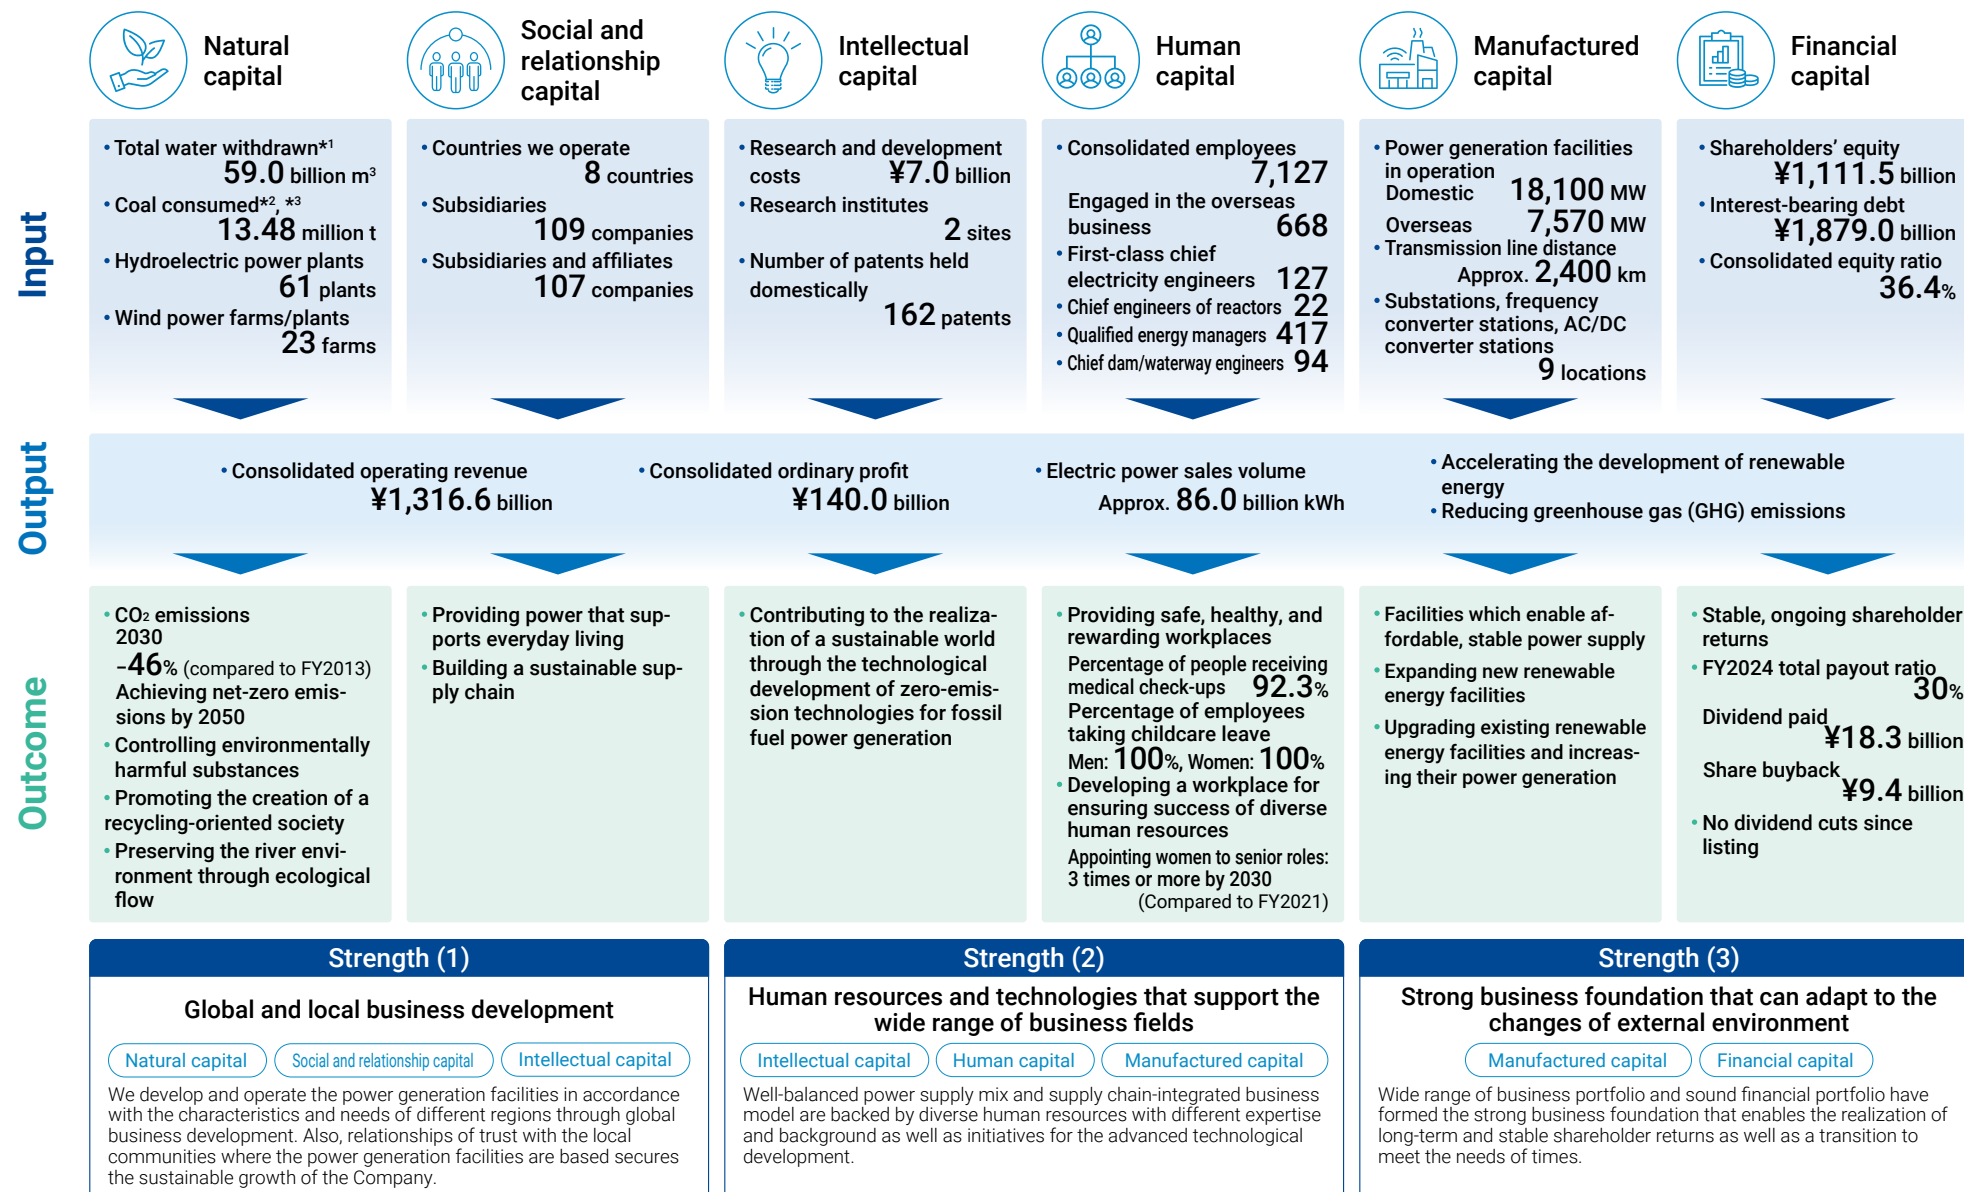 Natural
capital
Social and
relationship
capital
Intellectual
capital
Human
capital
Manufactured
capital
Financial
capital
Input
• Total water withdrawn*1
59.0 billion m3
• Coal consumed*2, *3
13.48 million t
• Hydroelectric power plants
61 plants
• Wind power farms/plants
23 farms
• Countries we operate
8 countries
• Subsidiaries
109 companies
• Subsidiaries and affiliates
107 companies
• Research and development
costs ¥7.0 billion
• Research institutes
2 sites
• Number of patents held
domestically
162 patents
• Consolidated employees
7,127
Engaged in the overseas
business 668
• First-class chief
electricity engineers 127
• Chief engineers of reactors 22
• Qualified energy managers 417
• Chief dam/waterway engineers 94
• Power generation facilities
in operation
Domestic 18,100 MW
Overseas 7,570 MW
• Transmission line distance
Approx. 2,400 km
• Substations, frequency
converter stations, AC/DC
converter stations
9 locations
• Shareholders’ equity
¥1,111.5 billion
• Interest-bearing debt
¥1,879.0 billion
• Consolidated equity ratio
36.4%
Output
• Consolidated operating revenue
¥1,316.6 billion
• Consolidated ordinary profit
¥140.0 billion
• Electric power sales volume
Approx. 86.0 billion kWh
• Accelerating the development of renewable
energy
• Reducing greenhouse gas (GHG) emissions
Outcome
• CO2 emissions
2030
–46% (compared to FY2013)
Achieving net-zero emis-
sions by 2050
• Controlling environmentally
harmful substances
• Promoting the creation of a
recycling-oriented society
• Preserving the river envi-
ronment through ecological
flow
• Providing power that sup-
ports everyday living
• Building a sustainable sup-
ply chain
• Contributing to the realiza-
tion of a sustainable world
through the technological
development of zero-emis-
sion technologies for fossil
fuel power generation
• Providing safe, healthy, and
rewarding workplaces
Percentage of people receiving
medical check-ups 92.3%
Percentage of employees
taking childcare leave
Men: 100%, Women: 100%
• Developing a workplace for
ensuring success of diverse
human resources
Appointing women to senior roles:
3 times or more by 2030
(Compared to FY2021)
• Facilities which enable af-
fordable, stable power supply
• Expanding new renewable
energy facilities
• Upgrading existing renewable
energy facilities and increas-
ing their power generation
• Stable, ongoing shareholder
returns
• FY2024 total payout ratio
30%
Dividend paid
¥18.3 billion
Share buyback
¥9.4 billion
• No dividend cuts since
listing
Strength (1)
Global and local business development
Natural capital
Social and relationship capital
Intellectual capital
We develop and operate the power generation facilities in accordance
with the characteristics and needs of different regions through global
business development. Also, relationships of trust with the local
communities where the power generation facilities are based secures
the sustainable growth of the Company.
Strength (2)
Human resources and technologies that support the
wide range of business fields
Intellectual capital
Human capital
Manufactured capital
Well-balanced power supply mix and supply chain-integrated business
model are backed by diverse human resources with different expertise
and background as well as initiatives for the advanced technological
development.
Strength (3)
Strong business foundation that can adapt to the
changes of external environment
Manufactured capital
Financial capital
Wide range of business portfolio and sound financial portfolio have
formed the strong business foundation that enables the realization of
long-term and stable shareholder returns as well as a transition to
meet the needs of times.